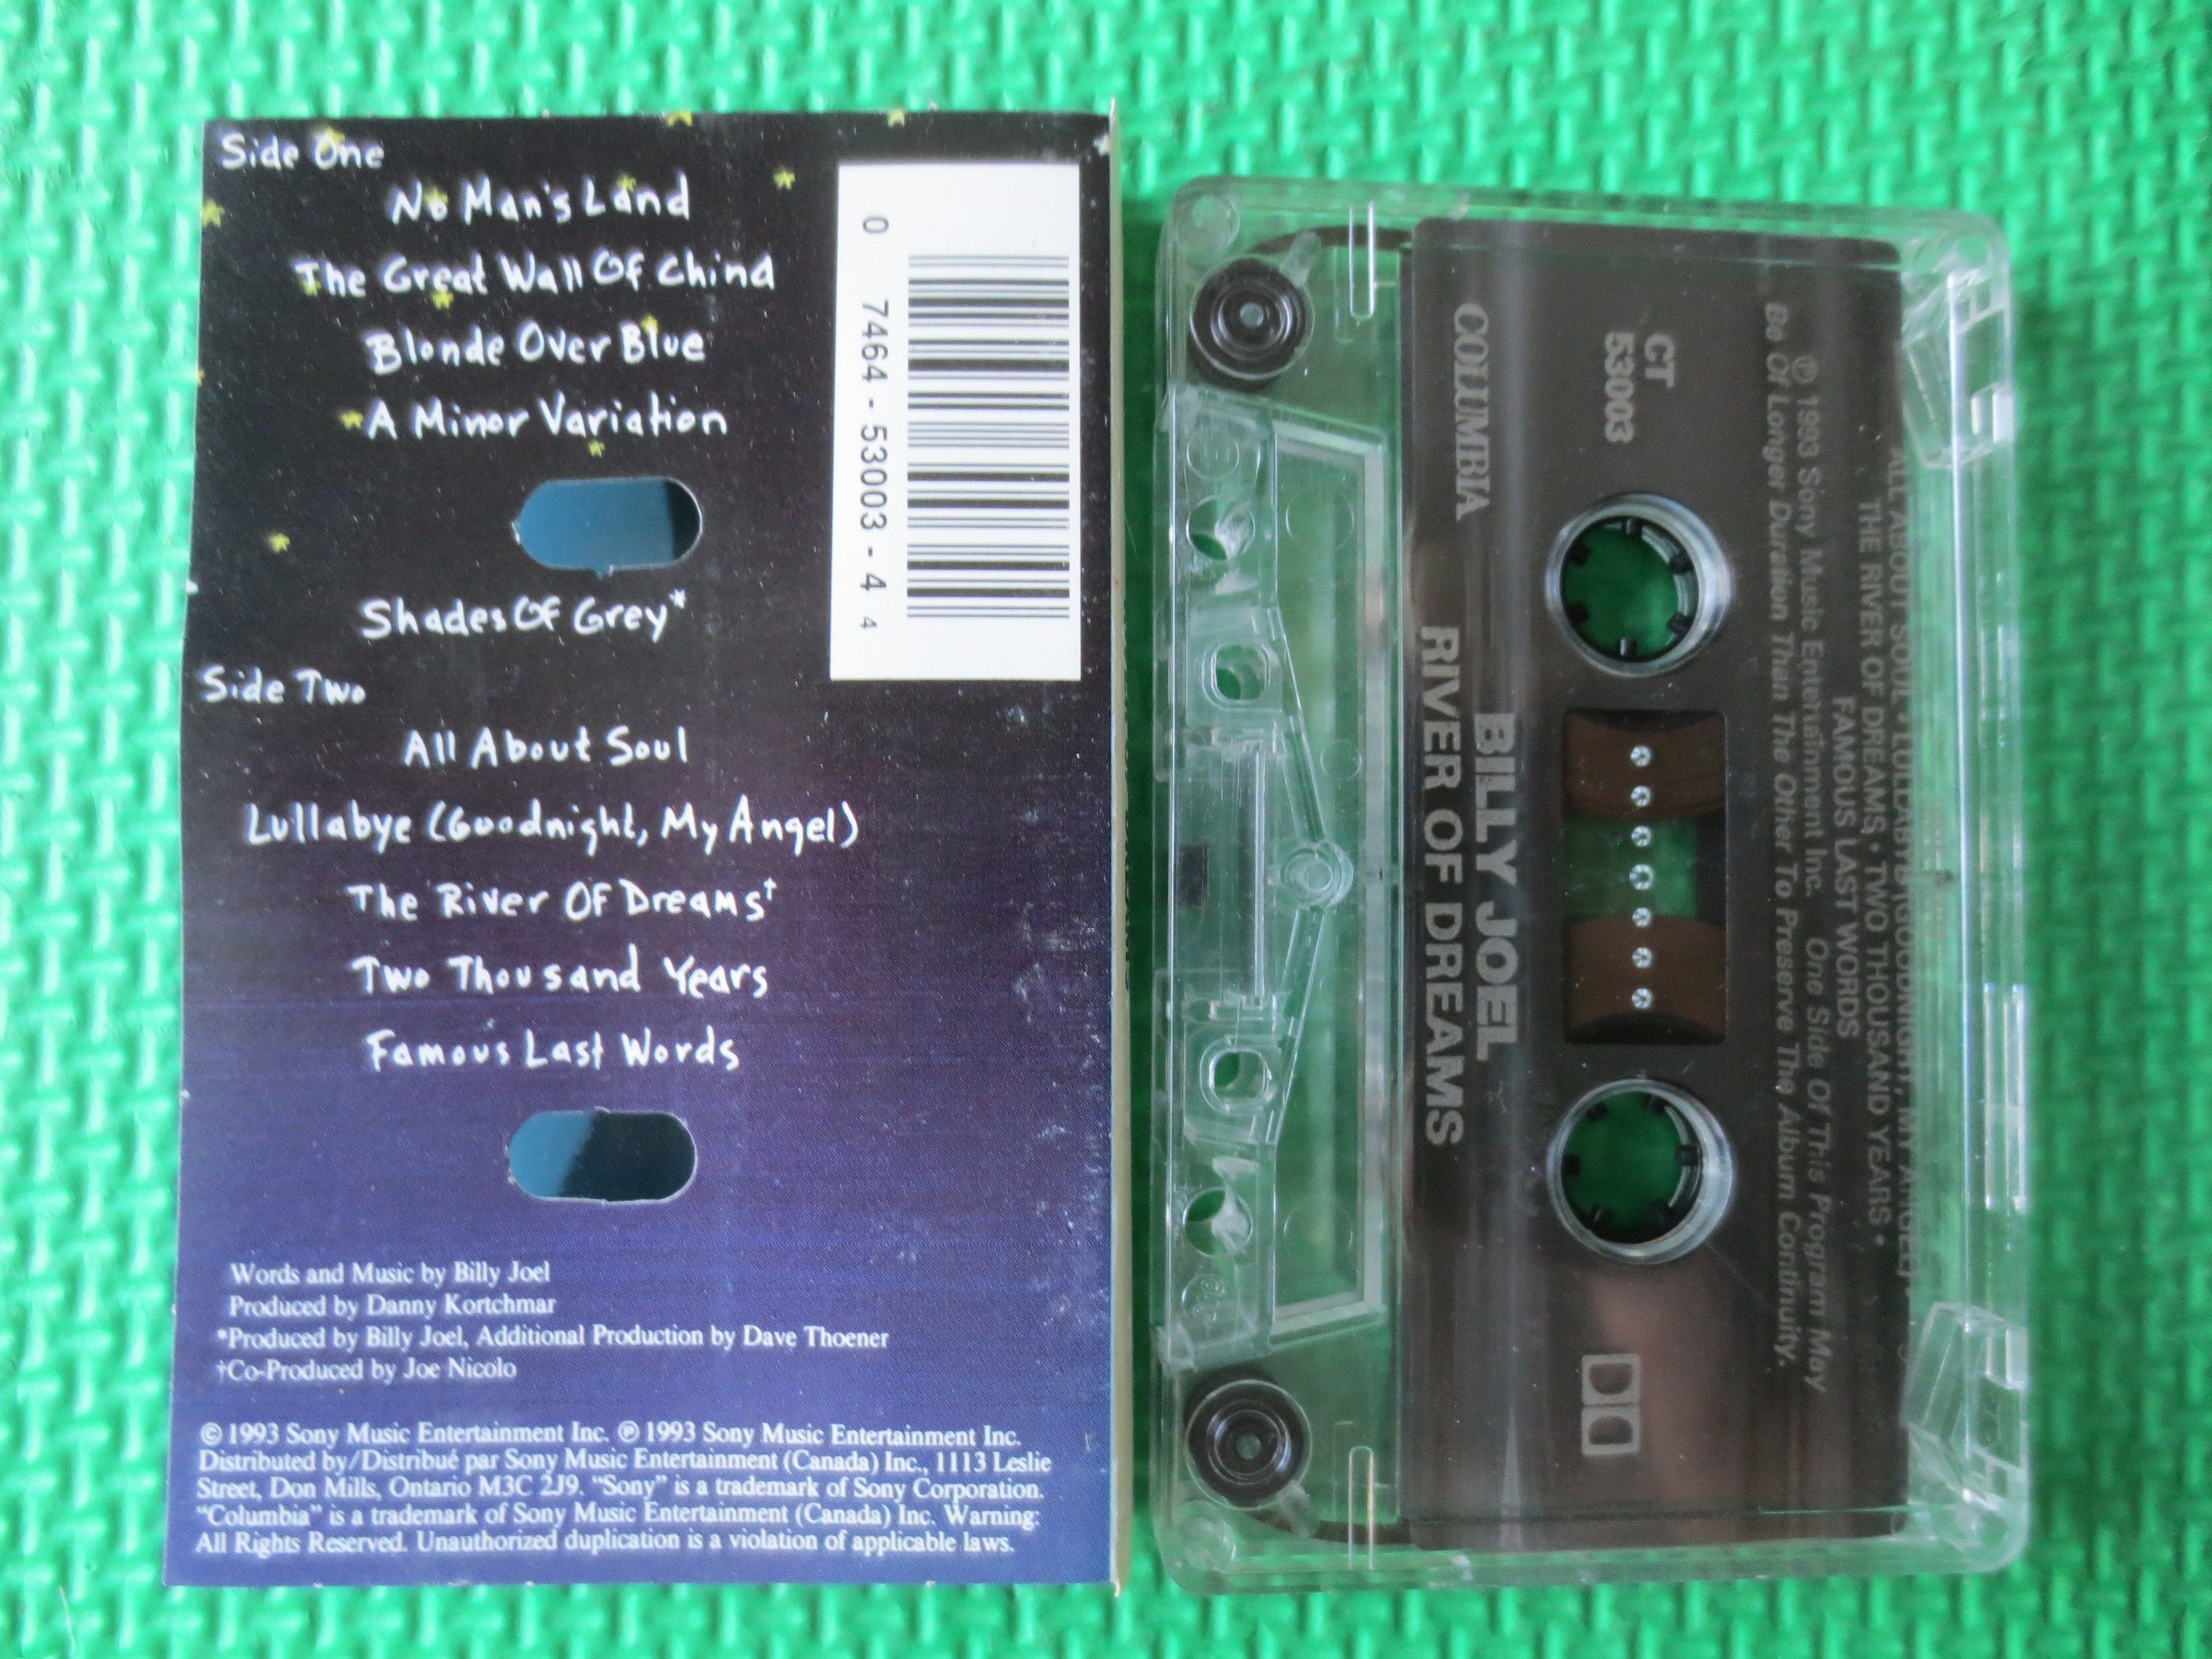 Side One
No Man's Land
The Great Wall Of China
Blonde Over Blue
A Minor Variation
Shades Of Grey*
Side Two
All About Soul
Lullabye (Goodnight, My Angel)
The River Of Dreams†
Two Thousand Years
Famous Last Words
Words and Music by Billy Joel
Produced by Danny Kortchmar
*Produced by Billy Joel, Additional Production by Dave Thoener
†Co-Produced by Joe Nicolo
© 1993 Sony Music Entertainment Inc. ℗ 1993 Sony Music Entertainment Inc.
Distributed by/Distribué par Sony Music Entertainment (Canada) Inc., 1113 Leslie
Street, Don Mills, Ontario M3C 2J9. “Sony” is a trademark of Sony Corporation.
“Columbia” is a trademark of Sony Music Entertainment (Canada) Inc. Warning:
All Rights Reserved. Unauthorized duplication is a violation of applicable laws.
0 7464-53003-4 4
ALL ABOUT SOUL • LULLABYE (GOODNIGHT, MY ANGEL) •
THE RIVER OF DREAMS • TWO THOUSAND YEARS •
FAMOUS LAST WORDS
℗ 1993 Sony Music Entertainment Inc. One Side Of This Program May
Be Of Longer Duration Than The Other To Preserve The Album Continuity.
CT
53003
COLUMBIA
BILLY JOEL
RIVER OF DREAMS